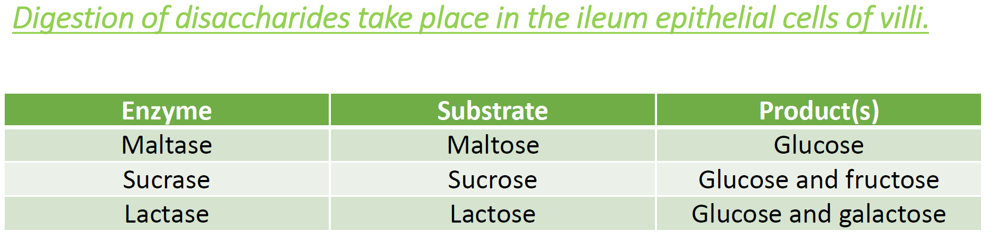 Digestion of disaccharides take place in the ileum epithelial cells of villi.
Enzyme Substrate Product(s)
Maltase Maltose Glucose
Sucrase Sucrose Glucose and fructose
Lactase Lactose Glucose and galactose